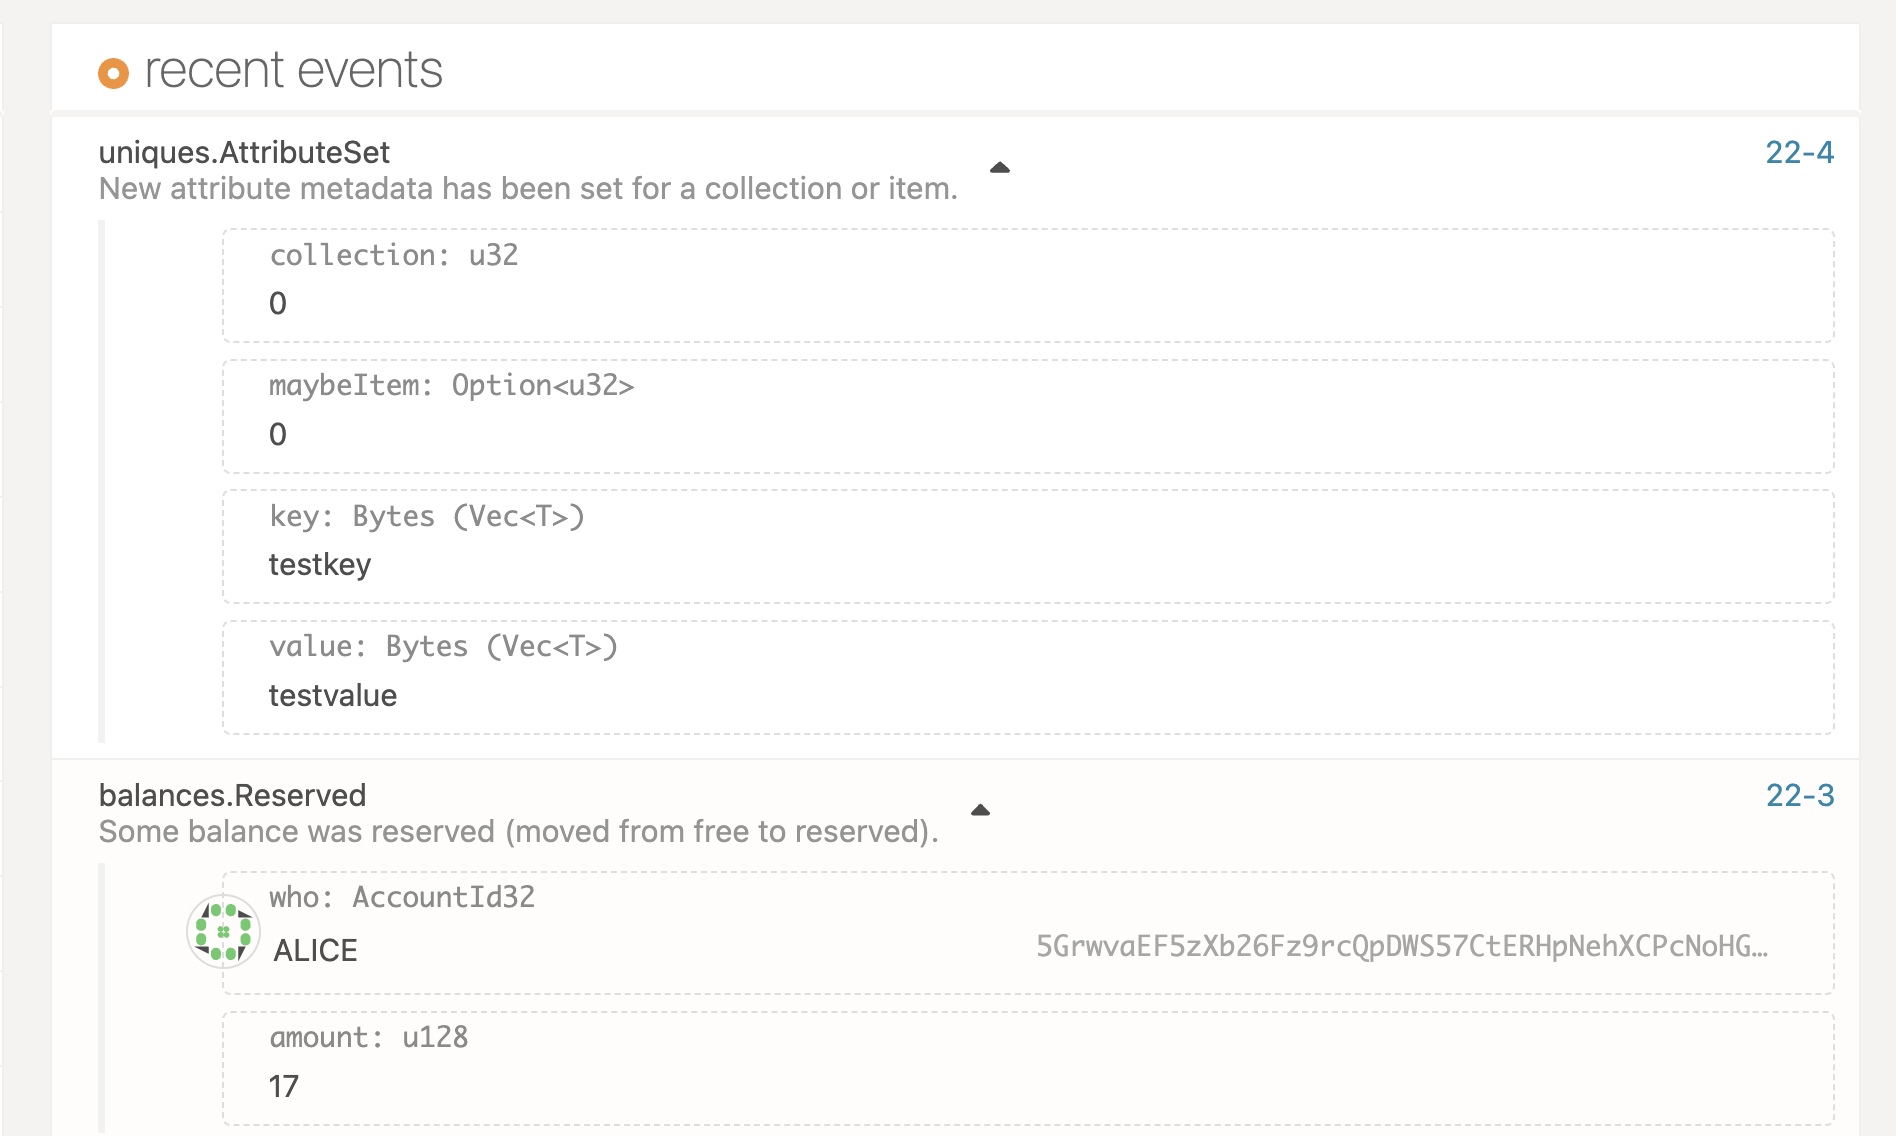 recent events
uniques.AttributeSet
22-4
New attribute metadata has been set for a collection or item.
collection: u32
0
maybeItem: Option<u32>
0
key: Bytes (Vec<T>)
testkey
value: Bytes (Vec<T>)
testvalue
balances.Reserved
22-3
Some balance was reserved (moved from free to reserved).
who: AccountId32
ALICE
5GrwvaEF5zXb26Fz9rcQpDWS57CtERHpNehXCPcNoHG…
amount: u128
17